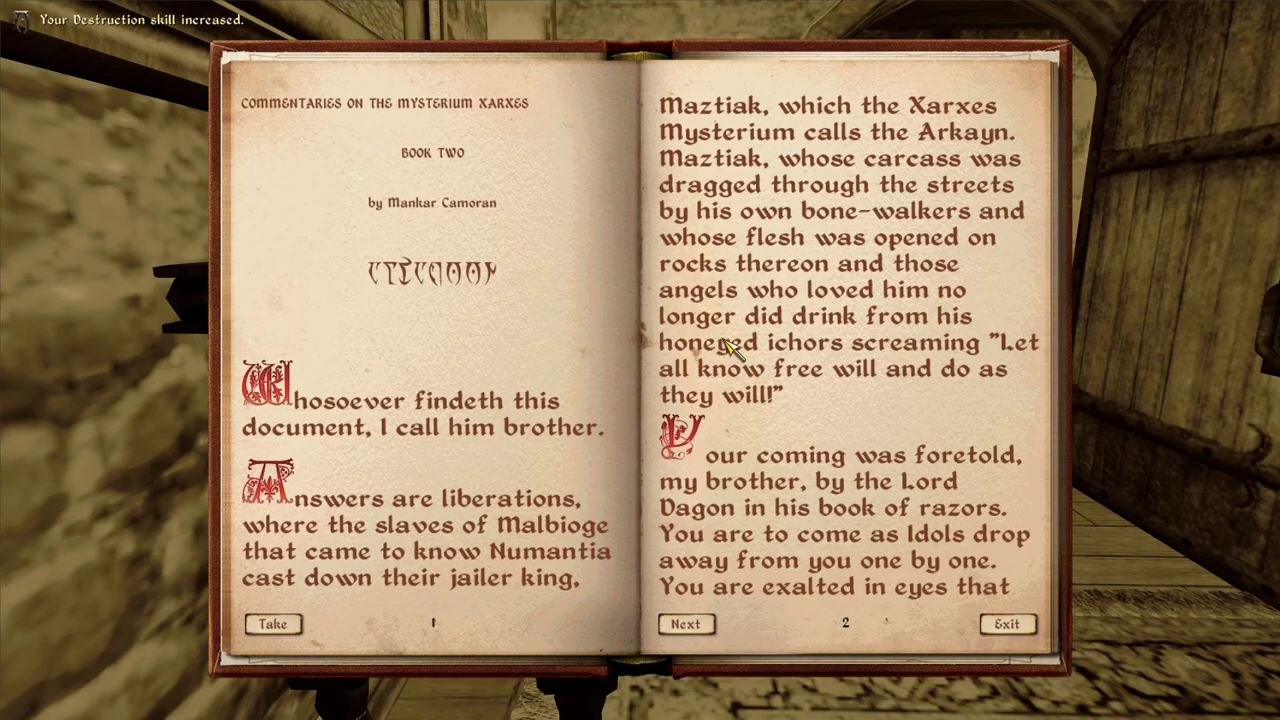 Your Destruction skill increased.
COMMENTARIES ON THE MYSTERIUM XARXES
BOOK TWO
by Mankar Camoran
Whosoever findeth this
document, I call him brother.
Answers are liberations,
where the slaves of Malbioge
that came to know Numantia
cast down their jailer king,
Take
1
Maztiak, which the Xarxes
Mysterium calls the Arkayn.
Maztiak, whose carcass was
dragged through the streets
by his own bone-walkers and
whose flesh was opened on
rocks thereon and those
angels who loved him no
longer did drink from his
honeyed ichors screaming "Let
all know free will and do as
they will!"
Your coming was foretold,
my brother, by the Lord
Dagon in his book of razors.
You are to come as Idols drop
away from you one by one.
You are exalted in eyes that
Next
2
Exit